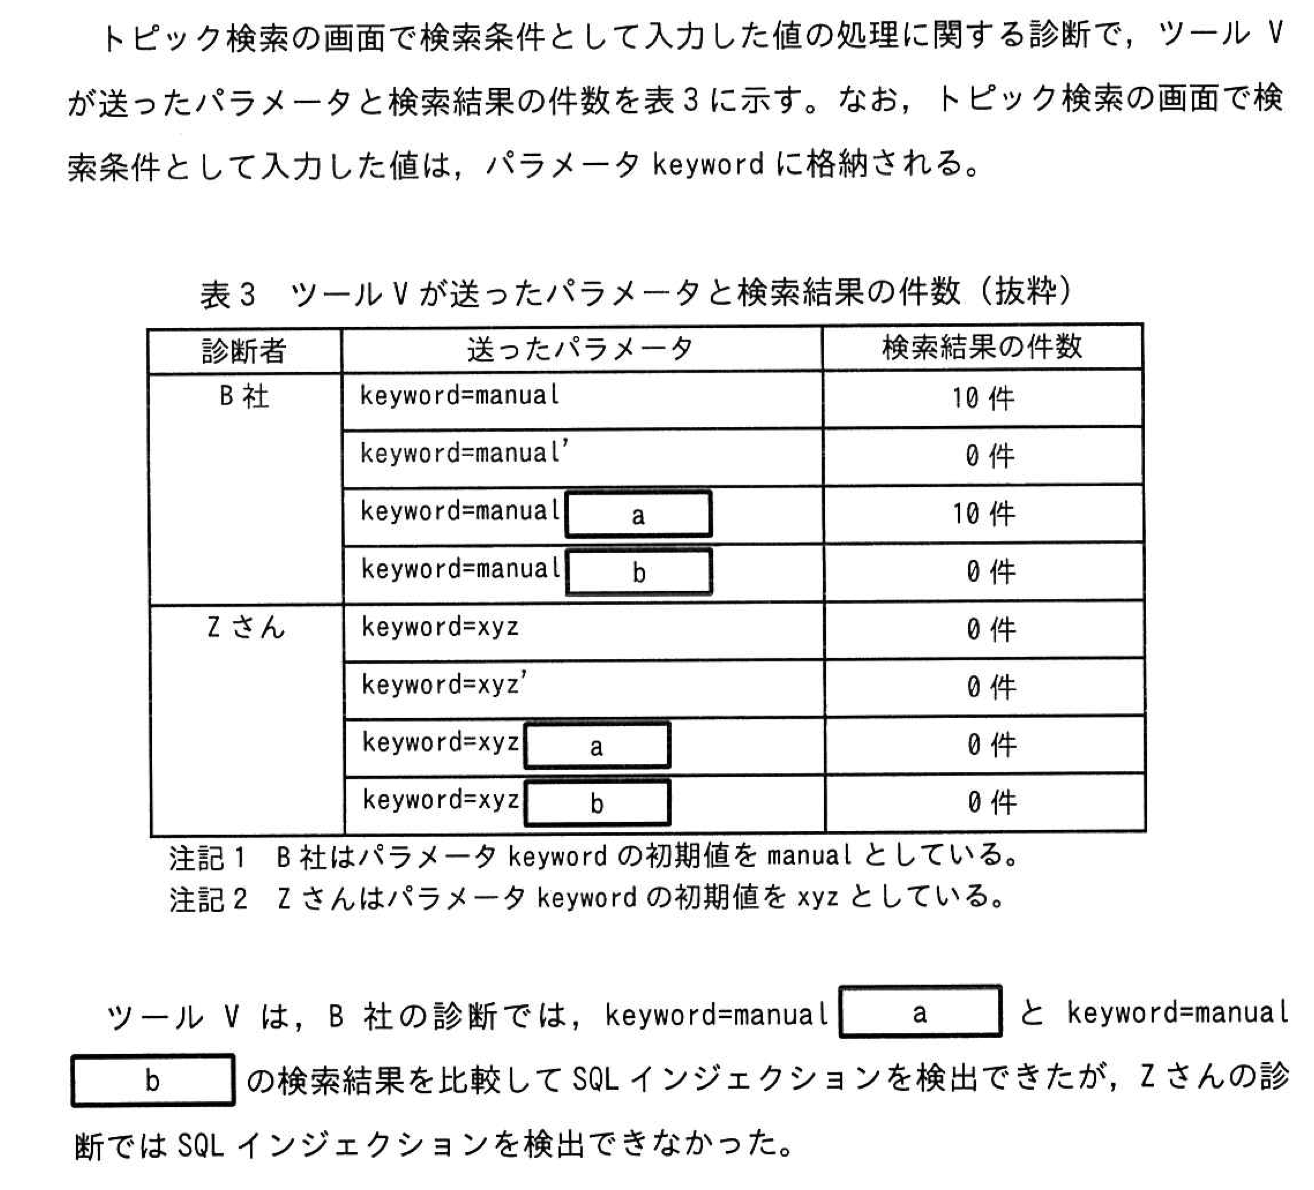 トピック検索の画面で検索条件として入力した値の処理に関する診断で，ツール V
が送ったパラメータと検索結果の件数を表3に示す。なお，トピック検索の画面で検
索条件として入力した値は，パラメータ keyword に格納される。
表3　ツール V が送ったパラメータと検索結果の件数（抜粋）
診断者 送ったパラメータ 検索結果の件数
B 社 keyword=manual 10 件
keyword=manual' 0 件
keyword=manual a 10 件
keyword=manual b 0 件
Z さん keyword=xyz 0 件
keyword=xyz' 0 件
keyword=xyz a 0 件
keyword=xyz b 0 件
注記1　B 社はパラメータ keyword の初期値を manual としている。
注記2　Z さんはパラメータ keyword の初期値を xyz としている。
ツール V は，B 社の診断では，keyword=manual a と keyword=manual
b の検索結果を比較して SQL インジェクションを検出できたが，Z さんの診
断では SQL インジェクションを検出できなかった。